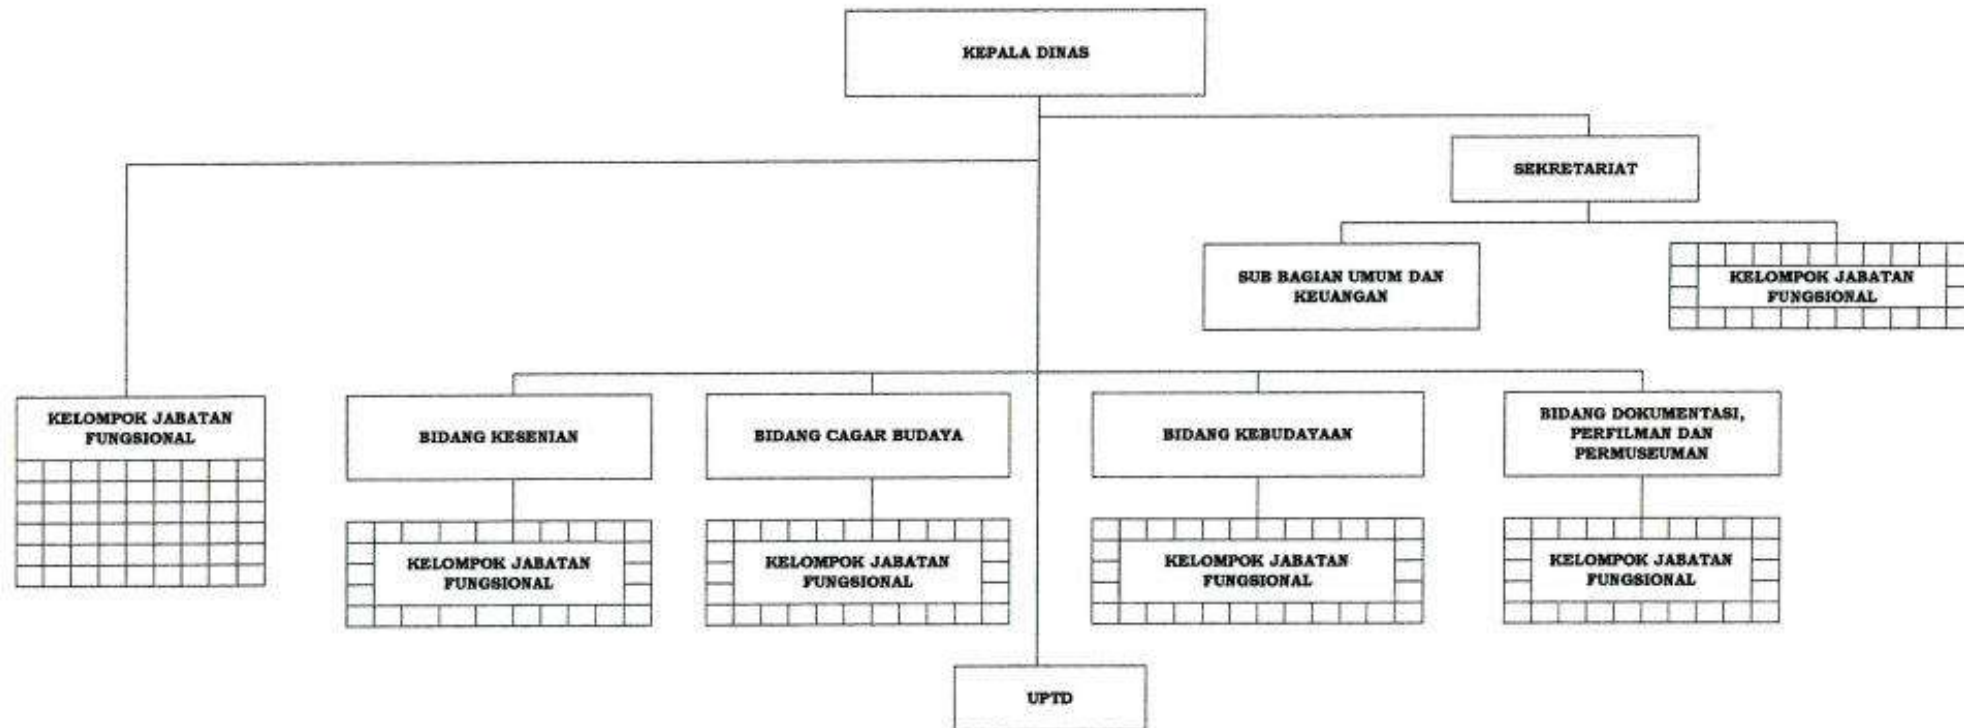 KEPALA DINAS
SEKRETARIAT
SUB BAGIAN UMUM DAN
KEUANGAN
KELOMPOK JABATAN
FUNGSIONAL
KELOMPOK JABATAN
FUNGSIONAL
BIDANG KESENIAN
BIDANG CAGAR BUDAYA
BIDANG KEBUDAYAAN
BIDANG DOKUMENTASI,
PERFILMAN DAN
PERMUSEUMAN
KELOMPOK JABATAN
FUNGSIONAL
KELOMPOK JABATAN
FUNGSIONAL
KELOMPOK JABATAN
FUNGSIONAL
KELOMPOK JABATAN
FUNGSIONAL
UPTD